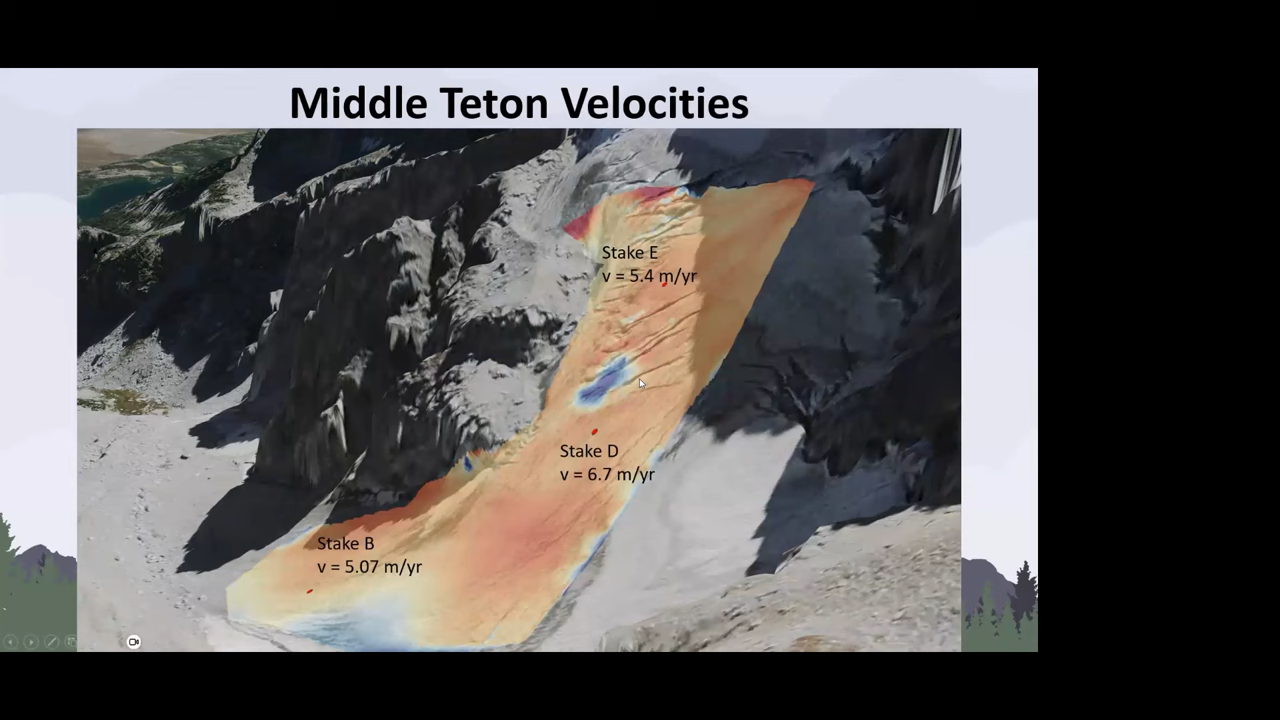 Middle Teton Velocities
Stake E
v = 5.4 m/yr
Stake D
v = 6.7 m/yr
Stake B
v = 5.07 m/yr